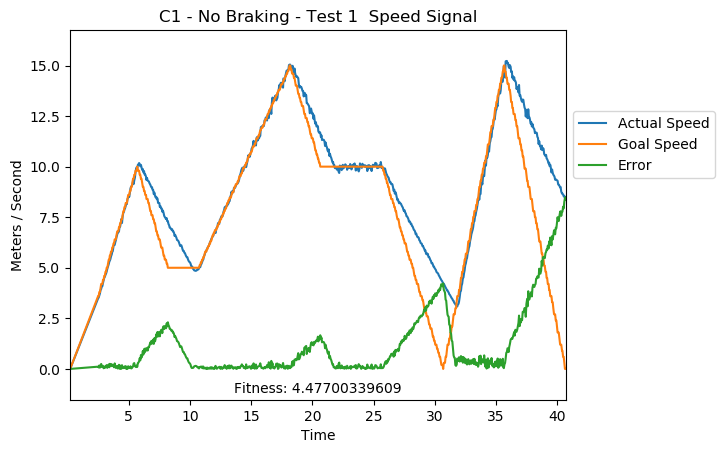 C1 - No Braking - Test 1  Speed Signal
Meters / Second
15.0
12.5
10.0
7.5
5.0
2.5
0.0
Actual Speed
Goal Speed
Error
Fitness: 4.47700339609
5 10 15 20 25 30 35 40
Time